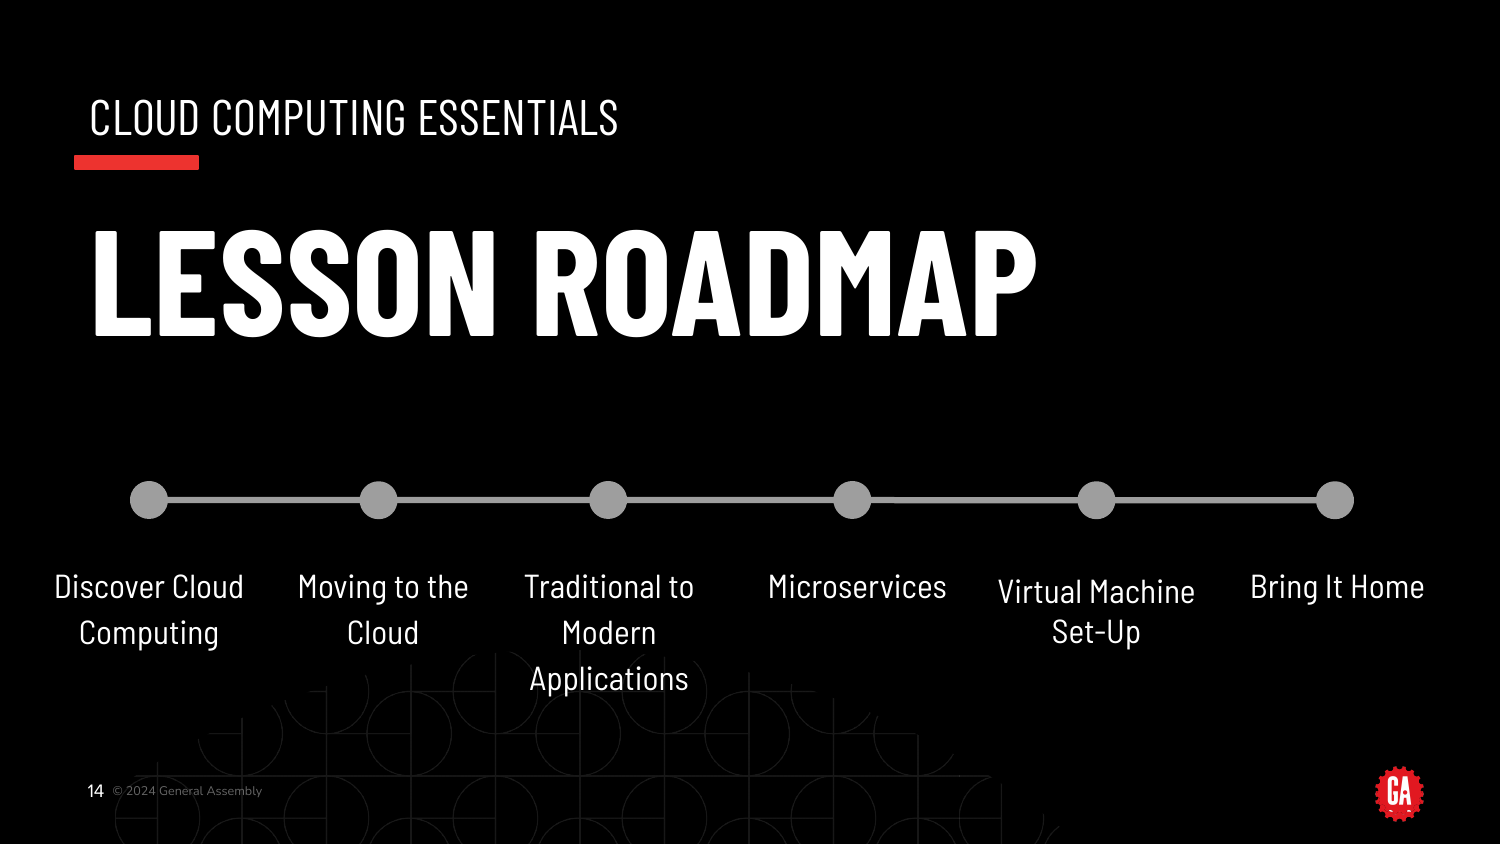 CLOUD COMPUTING ESSENTIALS
LESSON ROADMAP
Discover Cloud
Computing
Moving to the
Cloud
Traditional to
Modern
Applications
Microservices
Virtual Machine
Set-Up
Bring It Home
14 © 2024 General Assembly
GA